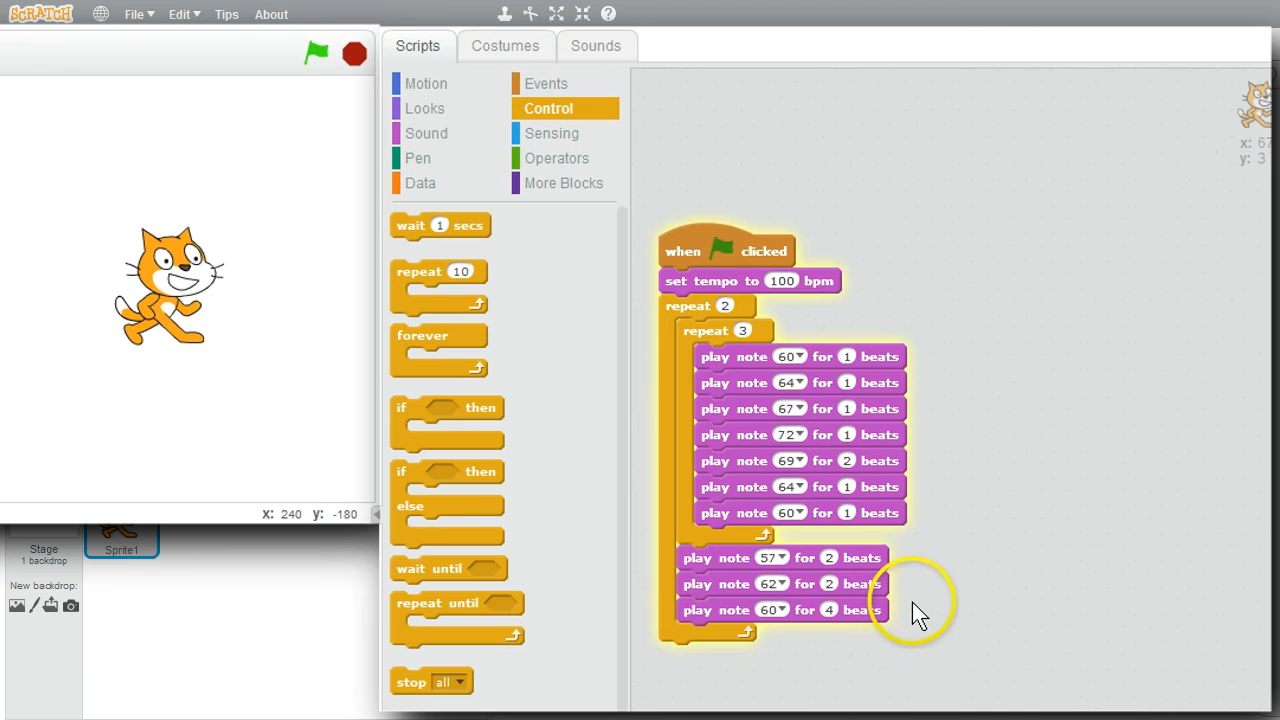 SCRATCH File▼ Edit▼ Tips About
Scripts Costumes Sounds
Motion Events
Looks Control
Sound Sensing
Pen Operators
Data More Blocks
wait 1 secs
repeat 10
forever
if then
if then
else
wait until
repeat until
stop all ▼
when clicked
set tempo to 100 bpm
repeat 2
repeat 3
play note 60▼ for 1 beats
play note 64▼ for 1 beats
play note 67▼ for 1 beats
play note 72▼ for 1 beats
play note 69▼ for 2 beats
play note 64▼ for 1 beats
play note 60▼ for 1 beats
play note 57▼ for 2 beats
play note 62▼ for 2 beats
play note 60▼ for 4 beats
x: 67
y: 3
x: 240 y: -180
Stage
1 backdrop
Sprite1
New backdrop: